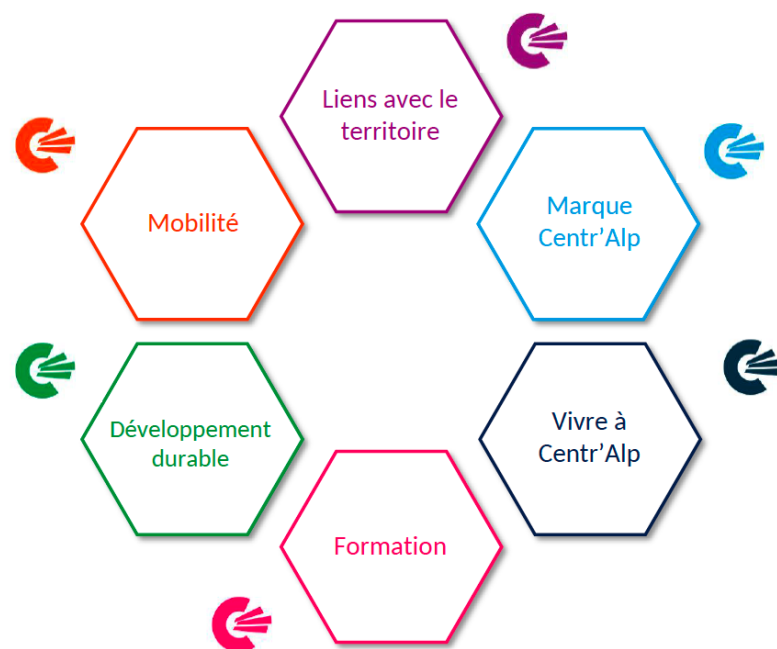 Liens avec le
territoire
Mobilité
Marque
Centr’Alp
Développement
durable
Vivre à
Centr’Alp
Formation